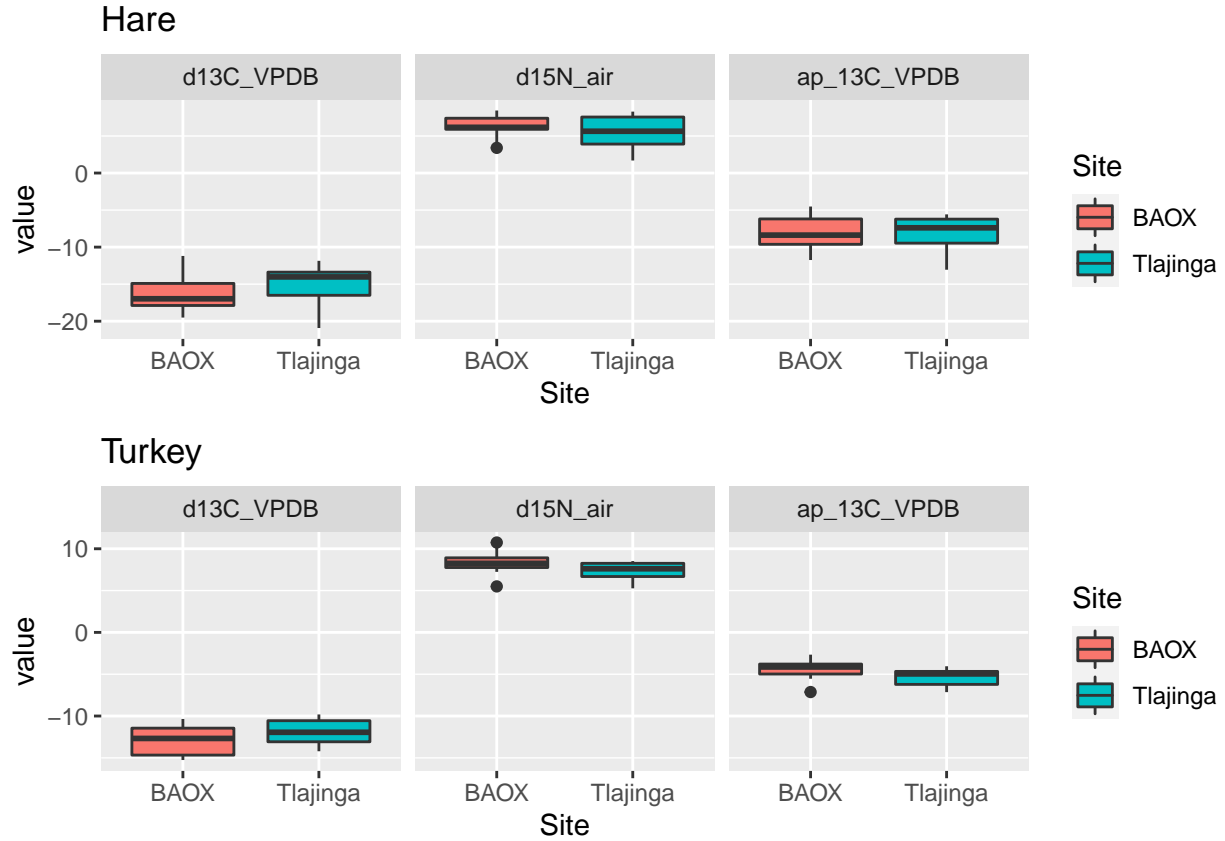 Hare
d13C_VPDB d15N_air ap_13C_VPDB
0
−10
−20
value
BAOX Tlajinga BAOX Tlajinga BAOX Tlajinga
Site
Site
BAOX
Tlajinga
Turkey
d13C_VPDB d15N_air ap_13C_VPDB
10
0
−10
value
BAOX Tlajinga BAOX Tlajinga BAOX Tlajinga
Site
Site
BAOX
Tlajinga